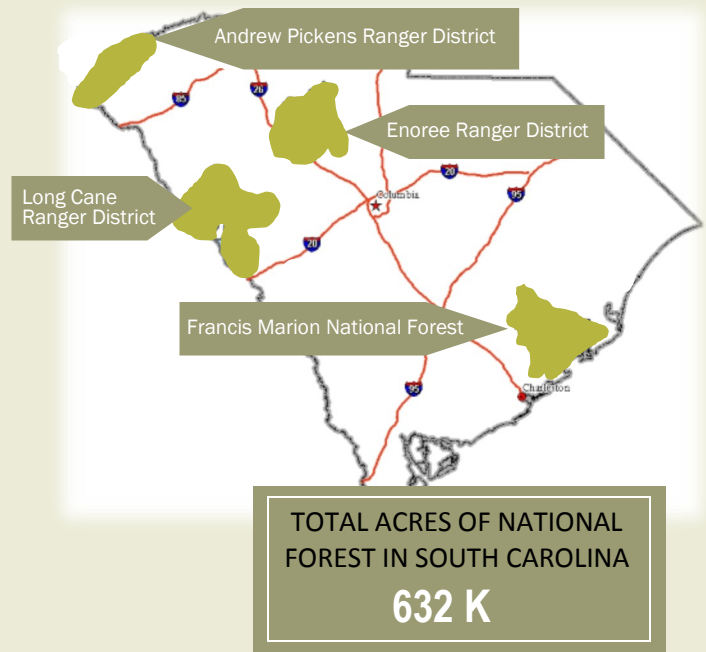 Andrew Pickens Ranger District
85
26
Enoree Ranger District
20
Columbia
95
Long Cane
Ranger District
20
Francis Marion National Forest
95
Charleston
TOTAL ACRES OF NATIONAL
FOREST IN SOUTH CAROLINA
632 K